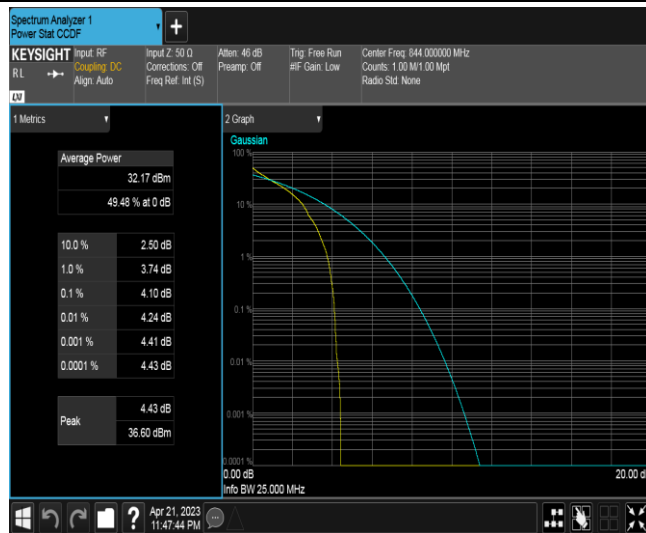 Spectrum Analyzer 1
Power Stat CCDF
+
KEYSIGHT
RL
Input: RF
Coupling: DC
Align: Auto
Input Z: 50 Ω
Corrections: Off
Freq Ref: Int (S)
Atten: 46 dB
Preamp: Off
Trig: Free Run
#IF Gain: Low
Center Freq: 844.000000 MHz
Counts: 1.00 M/1.00 Mpt
Radio Std: None
1 Metrics
Average Power
32.17 dBm
49.48 % at 0 dB
10.0 % 2.50 dB
1.0 % 3.74 dB
0.1 % 4.10 dB
0.01 % 4.24 dB
0.001 % 4.41 dB
0.0001 % 4.43 dB
Peak
4.43 dB
36.60 dBm
2 Graph
Gaussian
100 %
10 %
1 %
0.1 %
0.01 %
0.001 %
0.0001 %
0.00 dB 20.00 d
Info BW 25.000 MHz
?
Apr 21, 2023
11:47:44 PM